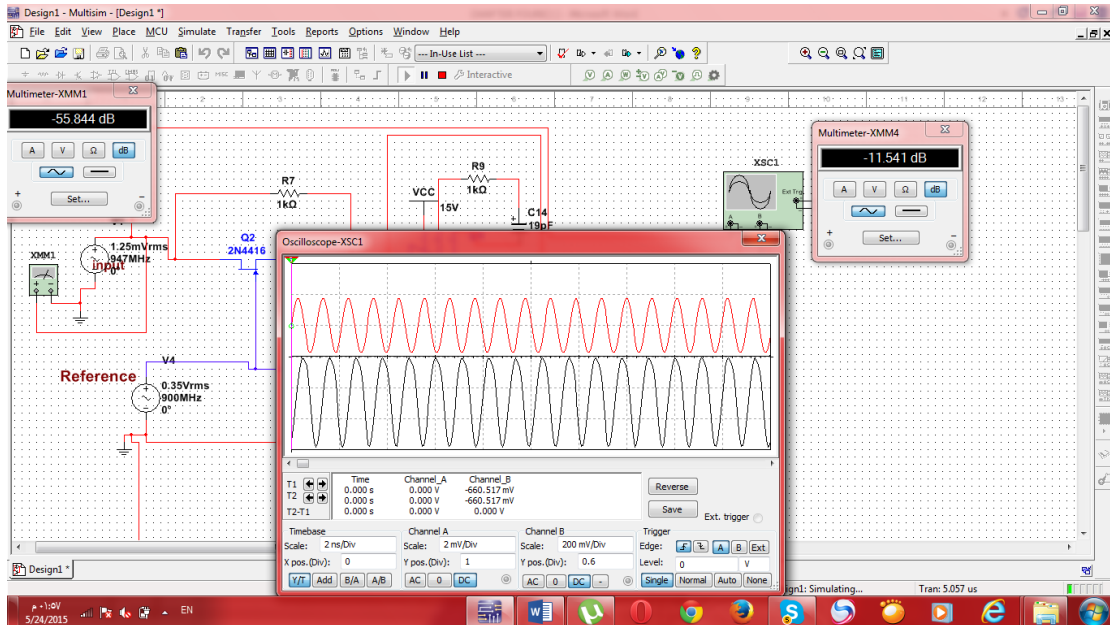 Design1 - Multisim - [Design1 *]
File Edit View Place MCU Simulate Transfer Tools Reports Options Window Help
--- In-Use List ---
Interactive
Multimeter-XMM1
-55.844 dB
A V Ω dB
+ Set... -
Multimeter-XMM4
-11.541 dB
A V Ω dB
+ Set... -
XSC1
Ext Trig
A B
R7
1kΩ
VCC
15V
R9
1kΩ
C14
19pF
XMM1
1.25mVrms
947MHz
0°
input
Q2
2N4416
V4
Reference
0.35Vrms
900MHz
0°
Oscilloscope-XSC1
Time Channel_A Channel_B
T1 0.000 s 0.000 V -660.517 mV
T2 0.000 s 0.000 V -660.517 mV
T2-T1 0.000 s 0.000 V 0.000 V
Reverse
Save
Ext. trigger
Timebase Channel A Channel B Trigger
Scale: 2 ns/Div Scale: 2 mV/Div Scale: 200 mV/Div Edge: A B Ext
X pos.(Div): 0 Y pos.(Div): 1 Y pos.(Div): 0.6 Level: 0 V
Y/T Add B/A A/B AC 0 DC AC 0 DC - Single Normal Auto None
Design1 *
ign1: Simulating... Tran: 5.057 us
م ٠١:٥٧
5/24/2015
EN